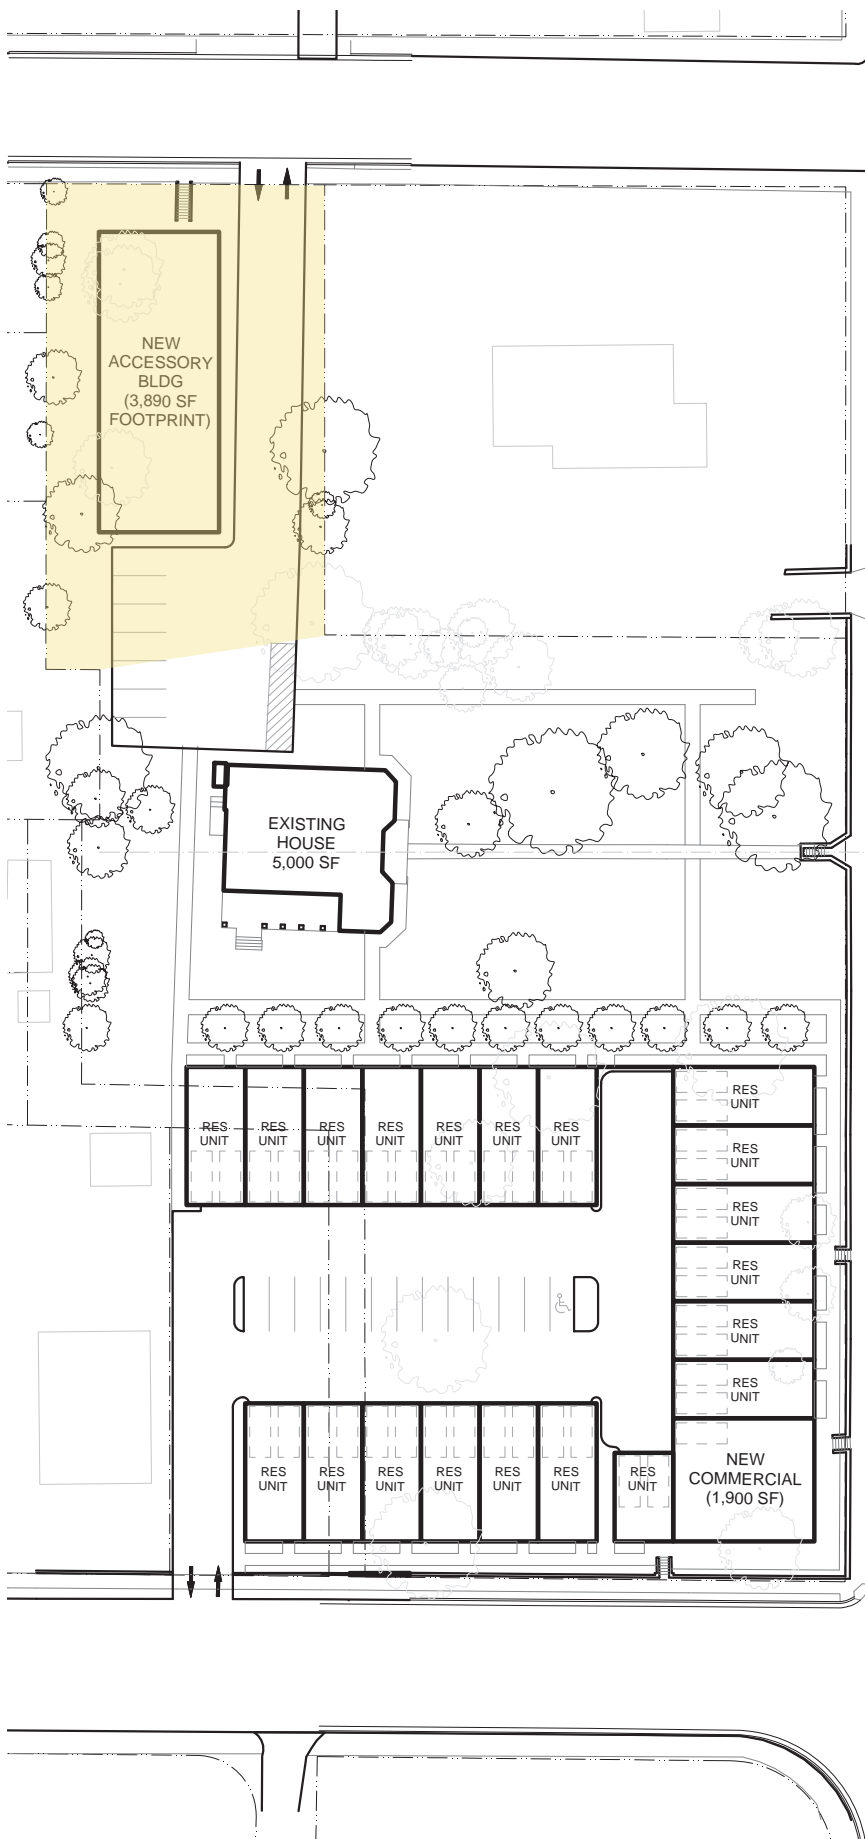 NEW
ACCESSORY
BLDG
(3,890 SF
FOOTPRINT)
EXISTING
HOUSE
5,000 SF
RES
UNIT
RES
UNIT
RES
UNIT
RES
UNIT
RES
UNIT
RES
UNIT
RES
UNIT
RES
UNIT
RES
UNIT
RES
UNIT
RES
UNIT
RES
UNIT
RES
UNIT
RES
UNIT
RES
UNIT
RES
UNIT
RES
UNIT
RES
UNIT
RES
UNIT
RES
UNIT
NEW
COMMERCIAL
(1,900 SF)